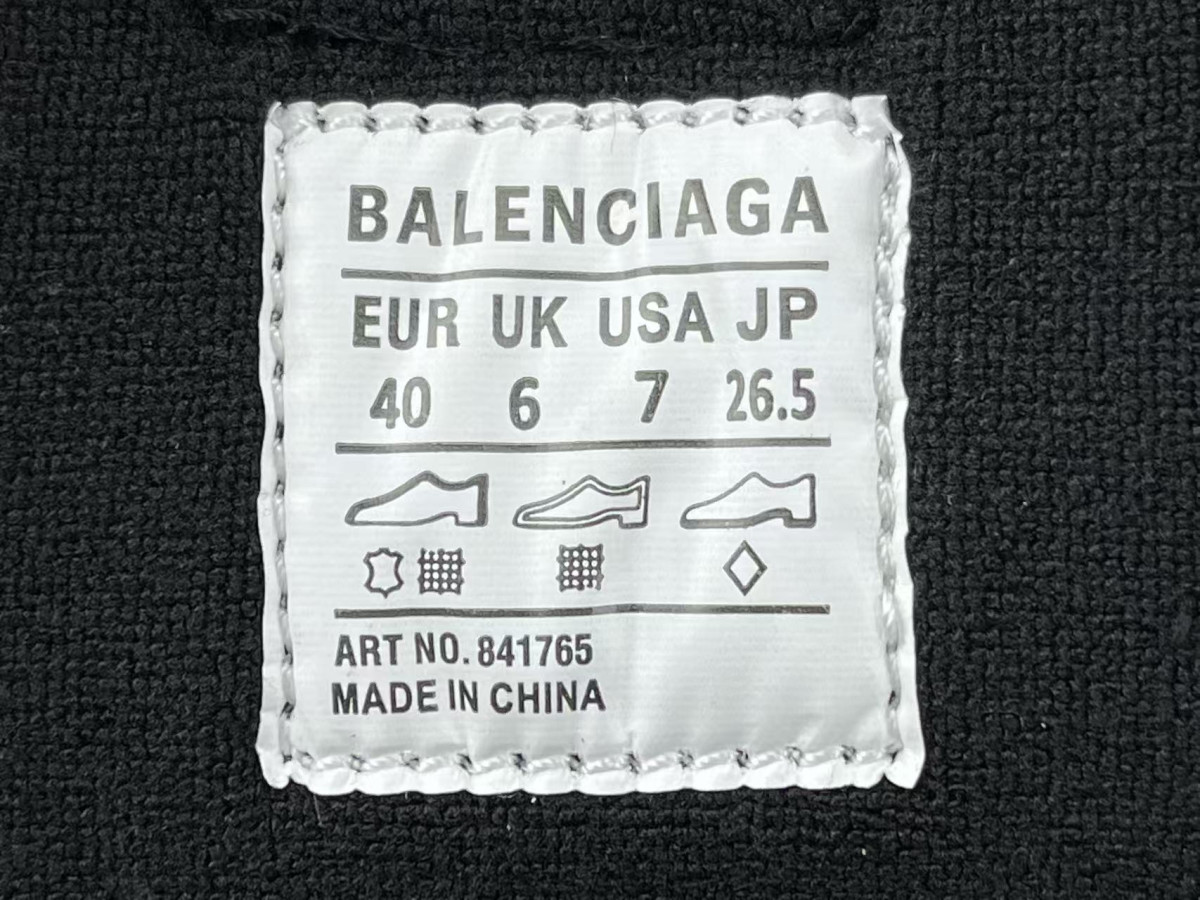 BALENCIAGA
EUR UK USA JP
40 6 7 26.5
ART NO. 841765
MADE IN CHINA